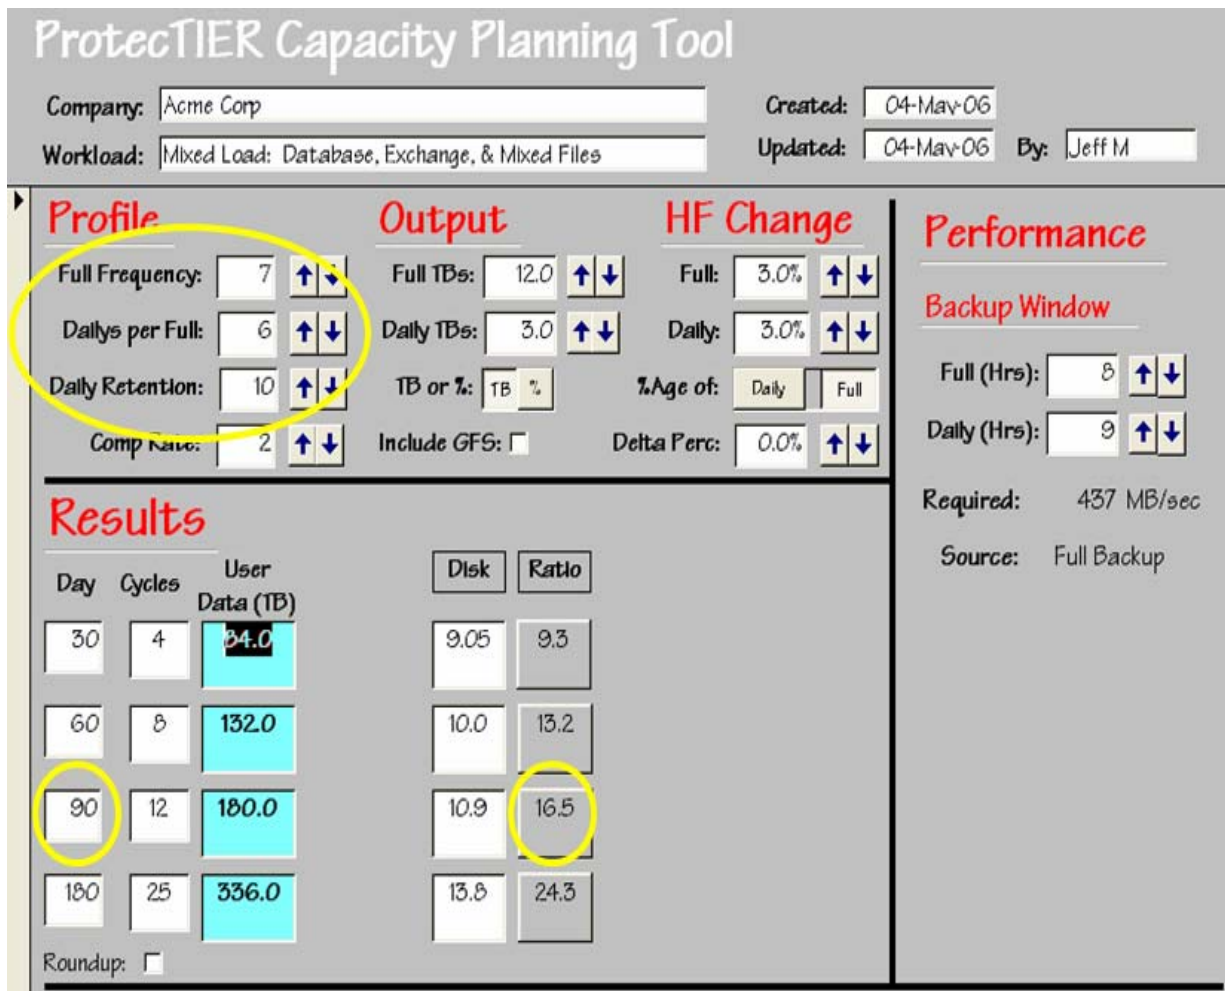 ProtecTIER Capacity Planning Tool
Company: Acme Corp Created: 04-May-06
Workload: Mixed Load: Database, Exchange, & Mixed Files Updated: 04-May-06 By: Jeff M
Profile Output HF Change Performance
Full Frequency: 7 Full TBs: 12.0 Full: 3.0%
Backup Window
Dailys per Full: 6 Daily TBs: 3.0 Daily: 3.0%
Full (Hrs): 8
Daily Retention: 10 TB or %: TB % %Age of: Daily Full
Daily (Hrs): 9
Comp Rate: 2 Include GFS: Delta Perc: 0.0%
Required: 437 MB/sec
Source: Full Backup
Results
Day Cycles User Data (TB) Disk Ratio
30 4 84.0 9.05 9.3
60 8 132.0 10.0 13.2
90 12 180.0 10.9 16.5
180 25 336.0 13.8 24.3
Roundup: